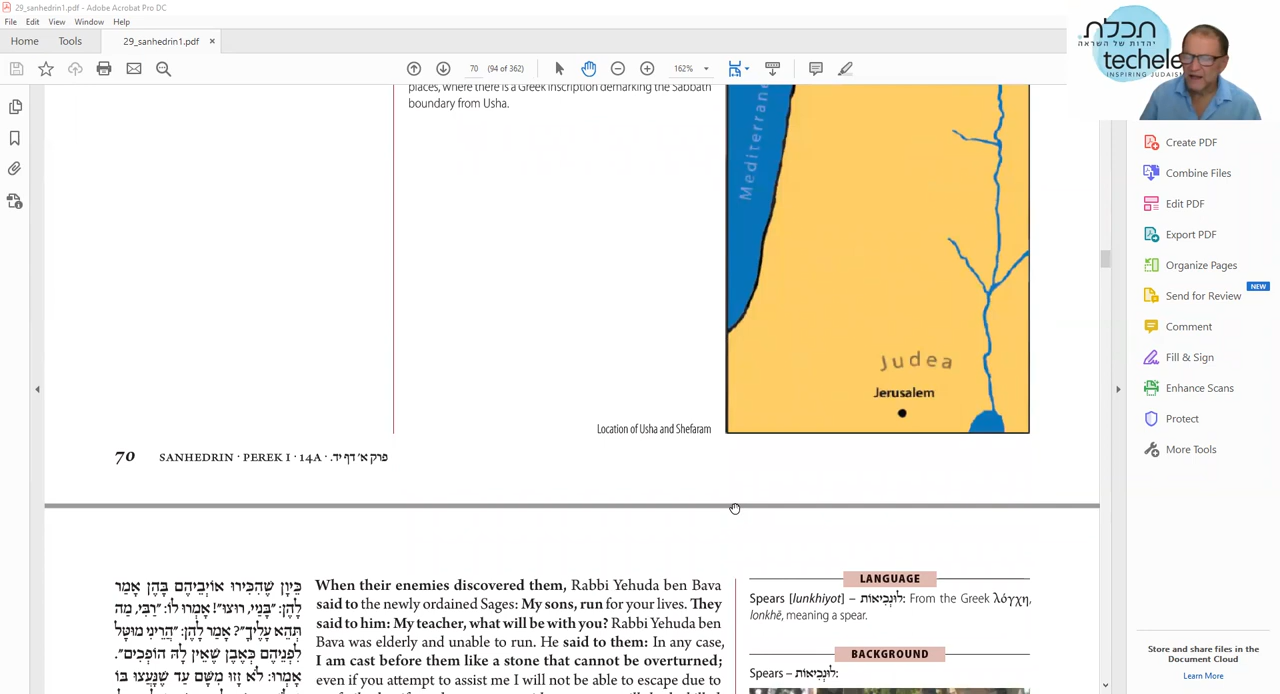 29_sanhedrin1.pdf - Adobe Acrobat Pro DC
File Edit View Window Help
Home Tools 29_sanhedrin1.pdf ×
70 (94 of 362) 162%
תכלת.
יהדות של השראה
techele
INSPIRING JUDAIS
places, where there is a Greek inscription demarking the Sabbath
boundary from Usha.
Mediterrane
Judea
Jerusalem
Location of Usha and Shefaram
70 SANHEDRIN · PEREK I · 14A · פרק א׳ דף יד.
כֵּיוָן שֶׁהִכִּירוּ אוֹיְבֵיהֶם בָּהֶן אָמַר
לָהֶן: ״בָּנַיי, רוּצוּ״! אָמְרוּ לוֹ: ״רַבִּי, מַה
תְּהֵא עָלֶיךָ״? אָמַר לָהֶן: ״הֲרֵינִי מוּטָּל
לִפְנֵיהֶם כְּאֶבֶן שֶׁאֵין לָהּ הוֹפְכִים״.
אָמְרוּ: לֹא זָזוּ מִשָּׁם עַד שֶׁנָּעֲצוּ בּוֹ
When their enemies discovered them, Rabbi Yehuda ben Bava
said to the newly ordained Sages: My sons, run for your lives. They
said to him: My teacher, what will be with you? Rabbi Yehuda ben
Bava was elderly and unable to run. He said to them: In any case,
I am cast before them like a stone that cannot be overturned;
even if you attempt to assist me I will not be able to escape due to
LANGUAGE
Spears [lunkhiyot] – לוּנְכִיאוֹת: From the Greek λόγχη,
lonkhē, meaning a spear.
BACKGROUND
Spears – לוּנְכִיאוֹת:
Create PDF
Combine Files
Edit PDF
Export PDF
Organize Pages
Send for Review NEW
Comment
Fill & Sign
Enhance Scans
Protect
More Tools
Store and share files in the
Document Cloud
Learn More